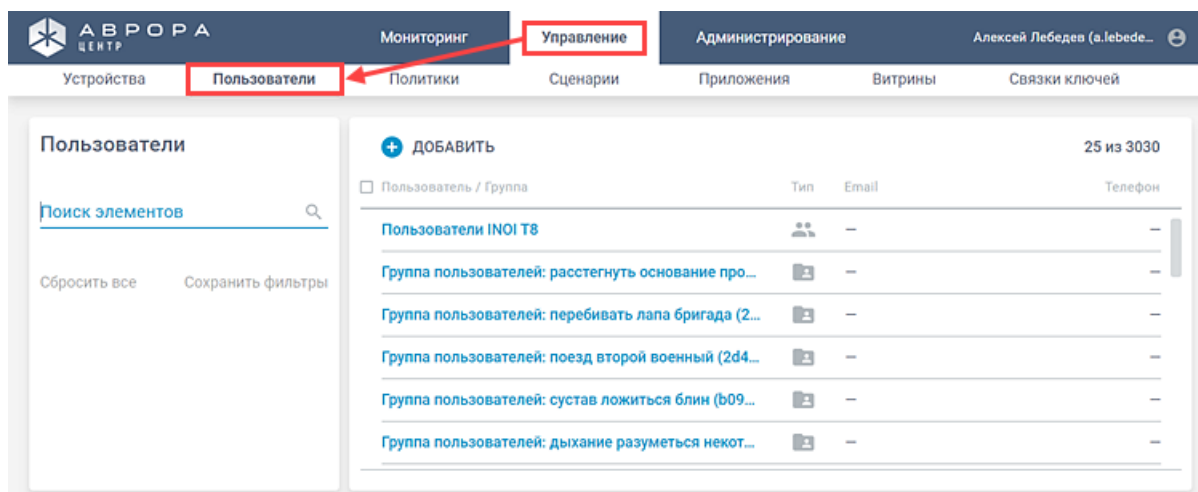 АВРОРА
ЦЕНТР
Мониторинг Управление Администрирование Алексей Лебедев (a.lebede...
Устройства Пользователи Политики Сценарии Приложения Витрины Связки ключей
Пользователи
ДОБАВИТЬ 25 из 3030
Пользователь / Группа Тип Email Телефон
Поиск элементов
Пользователи INOI T8 — —
Группа пользователей: расстегнуть основание про... — —
Сбросить все Сохранить фильтры
Группа пользователей: перебивать лапа бригада (2... — —
Группа пользователей: поезд второй военный (2d4... — —
Группа пользователей: сустав ложиться блин (b09... — —
Группа пользователей: дыхание разуметься некот... — —